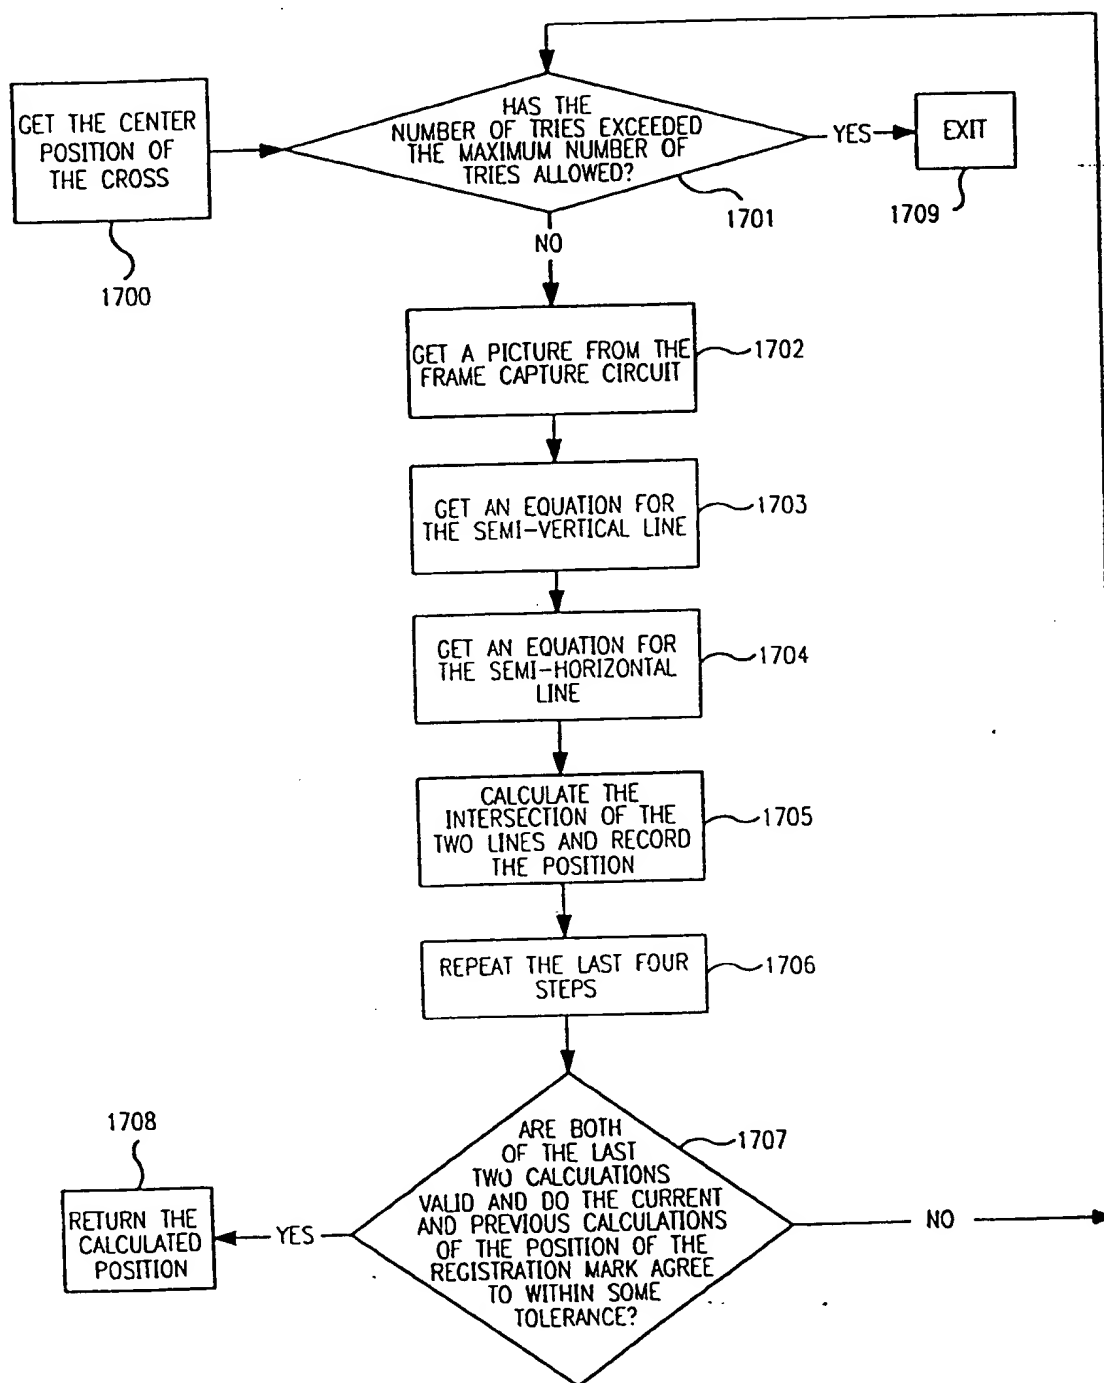 GET THE CENTER
POSITION OF
THE CROSS
1700
HAS THE
NUMBER OF TRIES EXCEEDED
THE MAXIMUM NUMBER OF
TRIES ALLOWED?
1701
YES
EXIT
1709
NO
GET A PICTURE FROM THE
FRAME CAPTURE CIRCUIT
1702
GET AN EQUATION FOR
THE SEMI-VERTICAL LINE
1703
GET AN EQUATION FOR
THE SEMI-HORIZONTAL
LINE
1704
CALCULATE THE
INTERSECTION OF THE
TWO LINES AND RECORD
THE POSITION
1705
REPEAT THE LAST FOUR
STEPS
1706
ARE BOTH
OF THE LAST
TWO CALCULATIONS
VALID AND DO THE CURRENT
AND PREVIOUS CALCULATIONS
OF THE POSITION OF THE
REGISTRATION MARK AGREE
TO WITHIN SOME
TOLERANCE?
1707
YES
RETURN THE
CALCULATED
POSITION
1708
NO